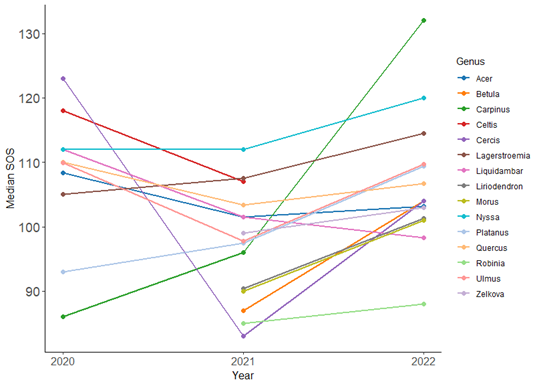 130
120
110
100
90
Median SOS
2020
2021
2022
Year
Genus
Acer
Betula
Carpinus
Celtis
Cercis
Lagerstroemia
Liquidambar
Liriodendron
Morus
Nyssa
Platanus
Quercus
Robinia
Ulmus
Zelkova